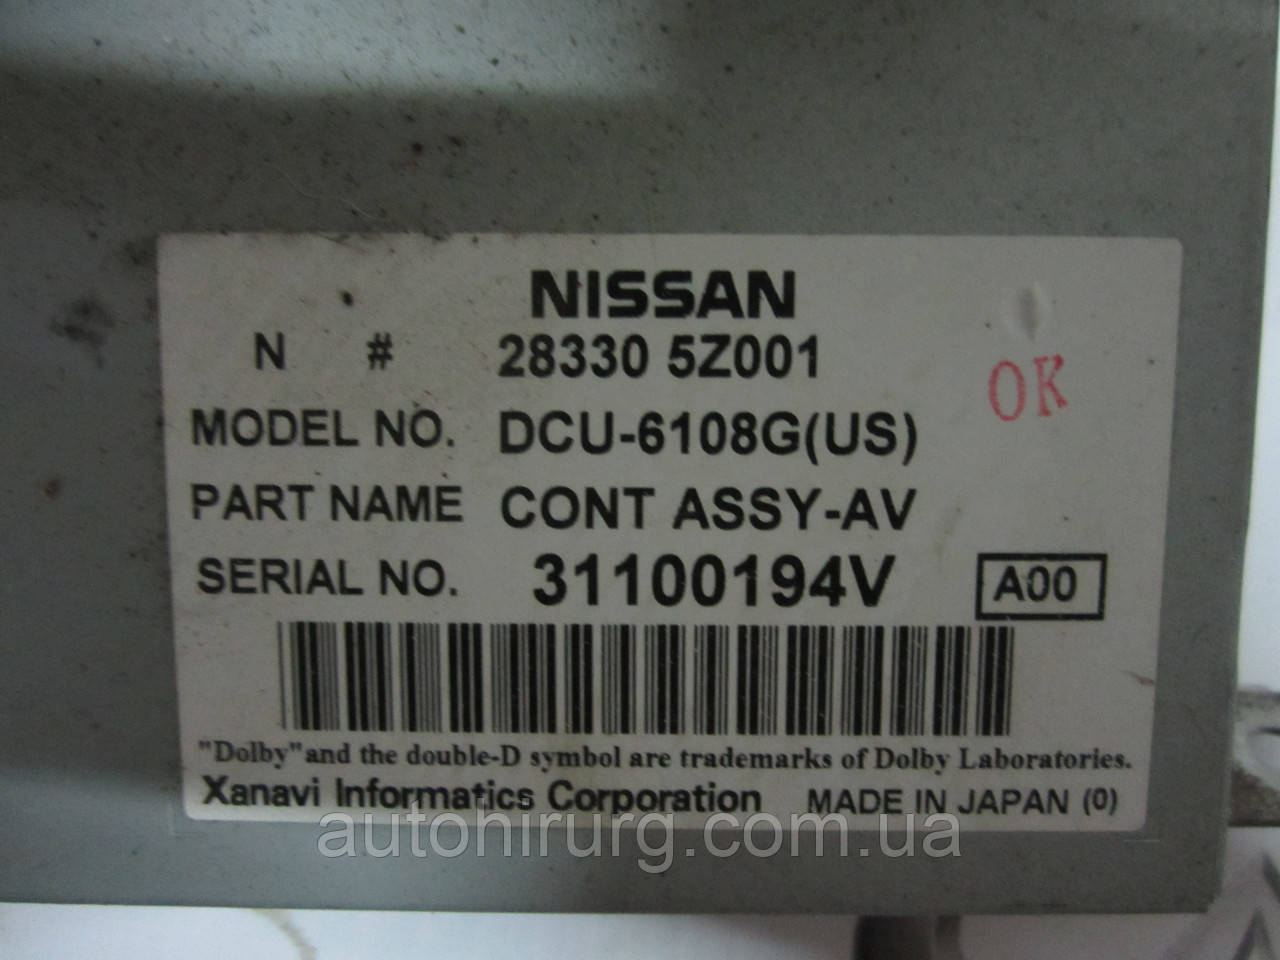 NISSAN
N # 28330 5Z001
OK
MODEL NO. DCU-6108G(US)
PART NAME CONT ASSY-AV
SERIAL NO. 31100194V A00
"Dolby" and the double-D symbol are trademarks of Dolby Laboratories.
Xanavi Informatics Corporation MADE IN JAPAN (0)
autohirurg.com.ua